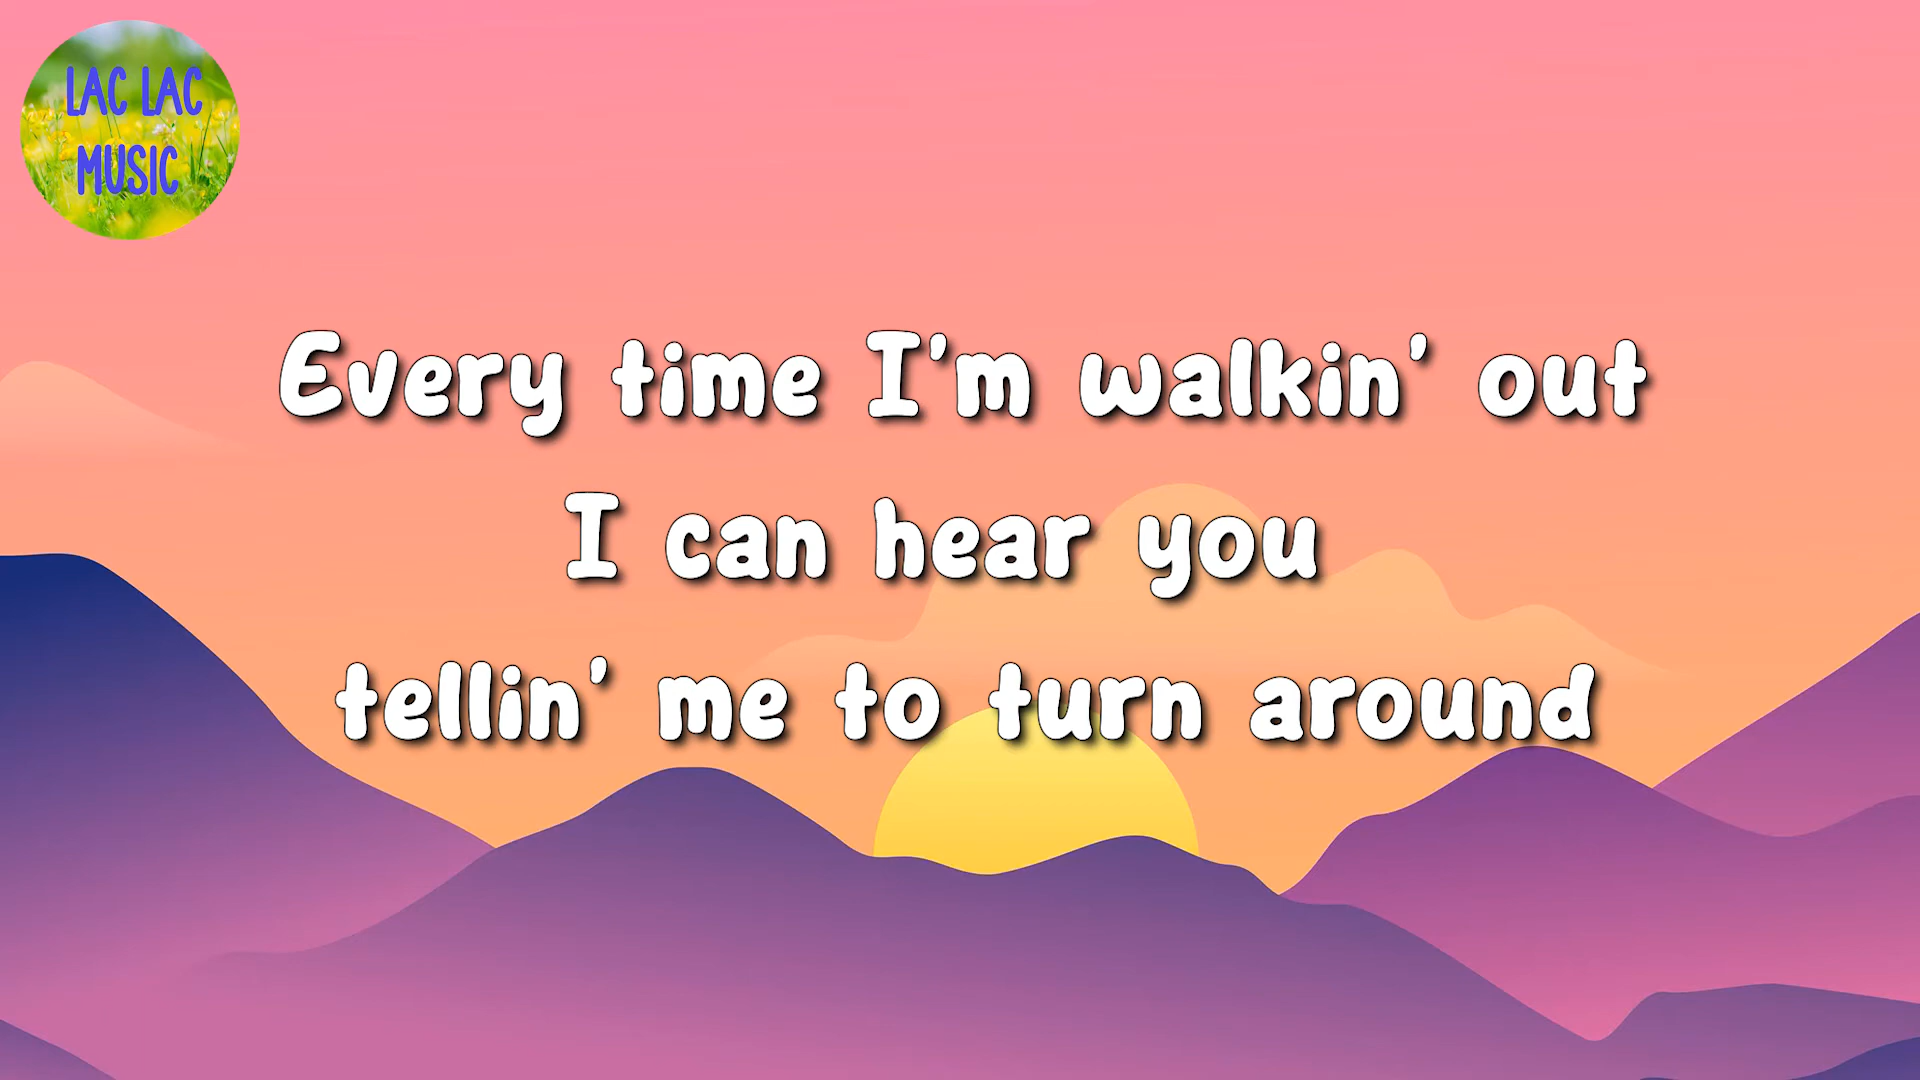 LAC LAC
MUSIC
Every time I'm walkin' out
I can hear you
tellin' me to turn around